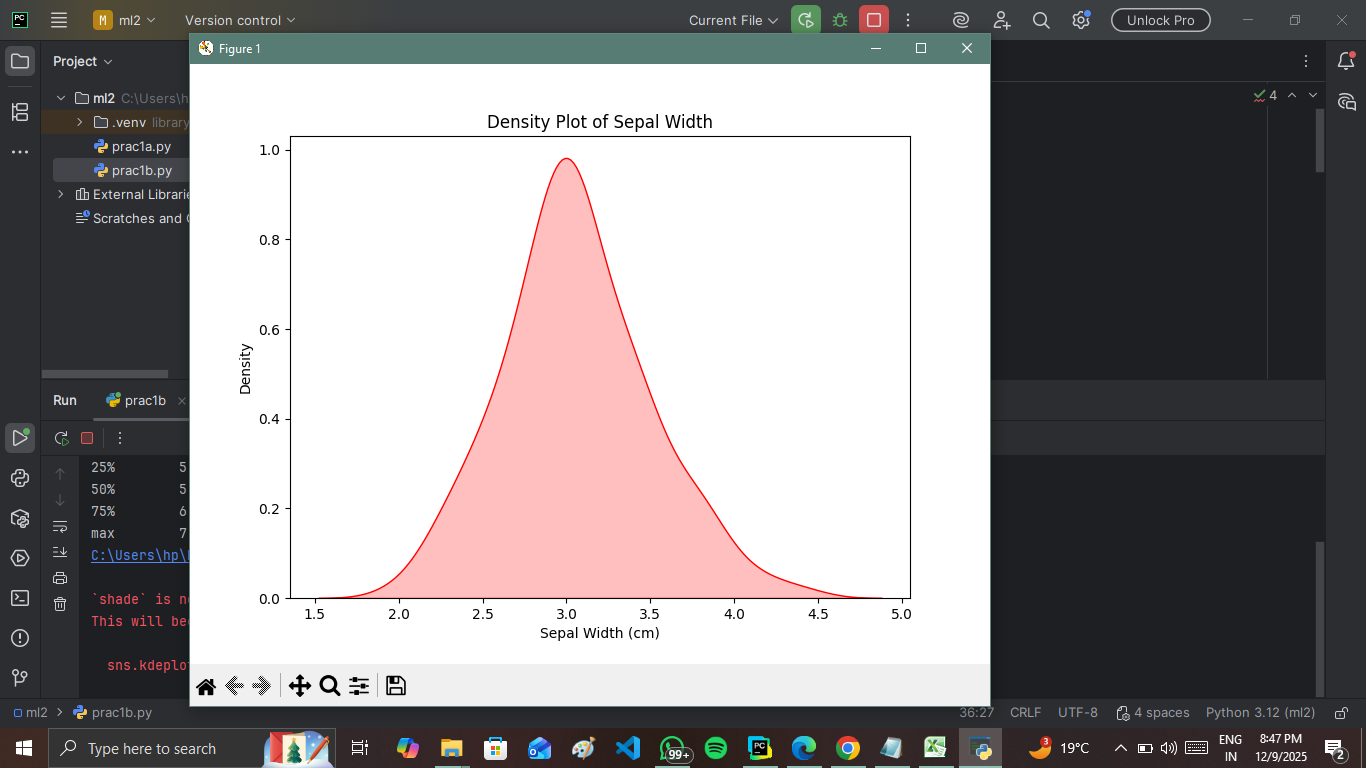 PC
M ml2
Version control
Current File
Unlock Pro
Figure 1
Project
ml2 C:\Users\h
.venv library
prac1a.py
prac1b.py
External Librarie
Scratches and
4
Density Plot of Sepal Width
1.0
0.8
0.6
0.4
0.2
0.0
Density
1.5 2.0 2.5 3.0 3.5 4.0 4.5 5.0
Sepal Width (cm)
Run
prac1b
25% 5
50% 5
75% 6
max 7
C:\Users\hp\
`shade` is n
This will be
sns.kdeplo
ml2
prac1b.py
36:27
CRLF
UTF-8
4 spaces
Python 3.12 (ml2)
Type here to search
99+
PC
3
19°C
ENG
IN
8:47 PM
12/9/2025
2